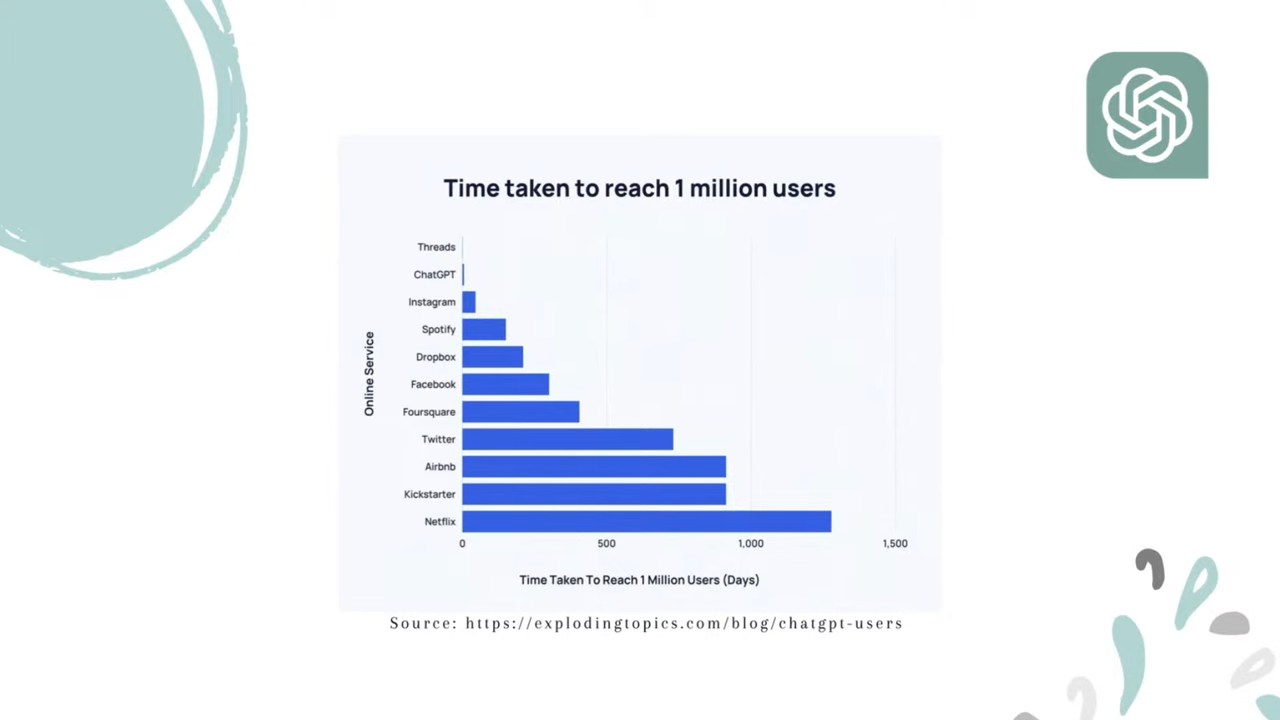 Time taken to reach 1 million users
Online Service
Threads
ChatGPT
Instagram
Spotify
Dropbox
Facebook
Foursquare
Twitter
Airbnb
Kickstarter
Netflix
0 500 1,000 1,500
Time Taken To Reach 1 Million Users (Days)
Source: https://explodingtopics.com/blog/chatgpt-users